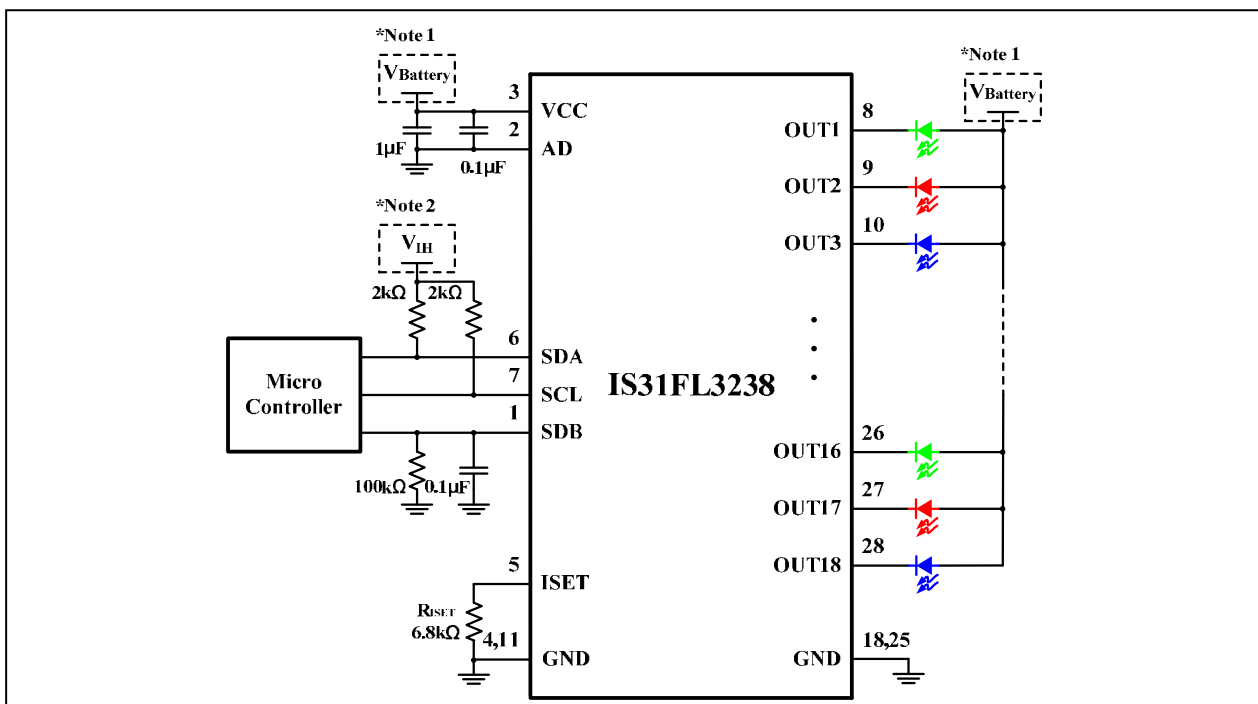 *Note 1
VBattery
3
VCC
2
AD
1μF
0.1μF
*Note 2
VIH
2kΩ
2kΩ
Micro
Controller
6
SDA
7
SCL
1
SDB
100kΩ
0.1μF
5
ISET
RISET
6.8kΩ
4,11
GND
IS31FL3238
*Note 1
VBattery
8
OUT1
9
OUT2
10
OUT3
26
OUT16
27
OUT17
28
OUT18
18,25
GND